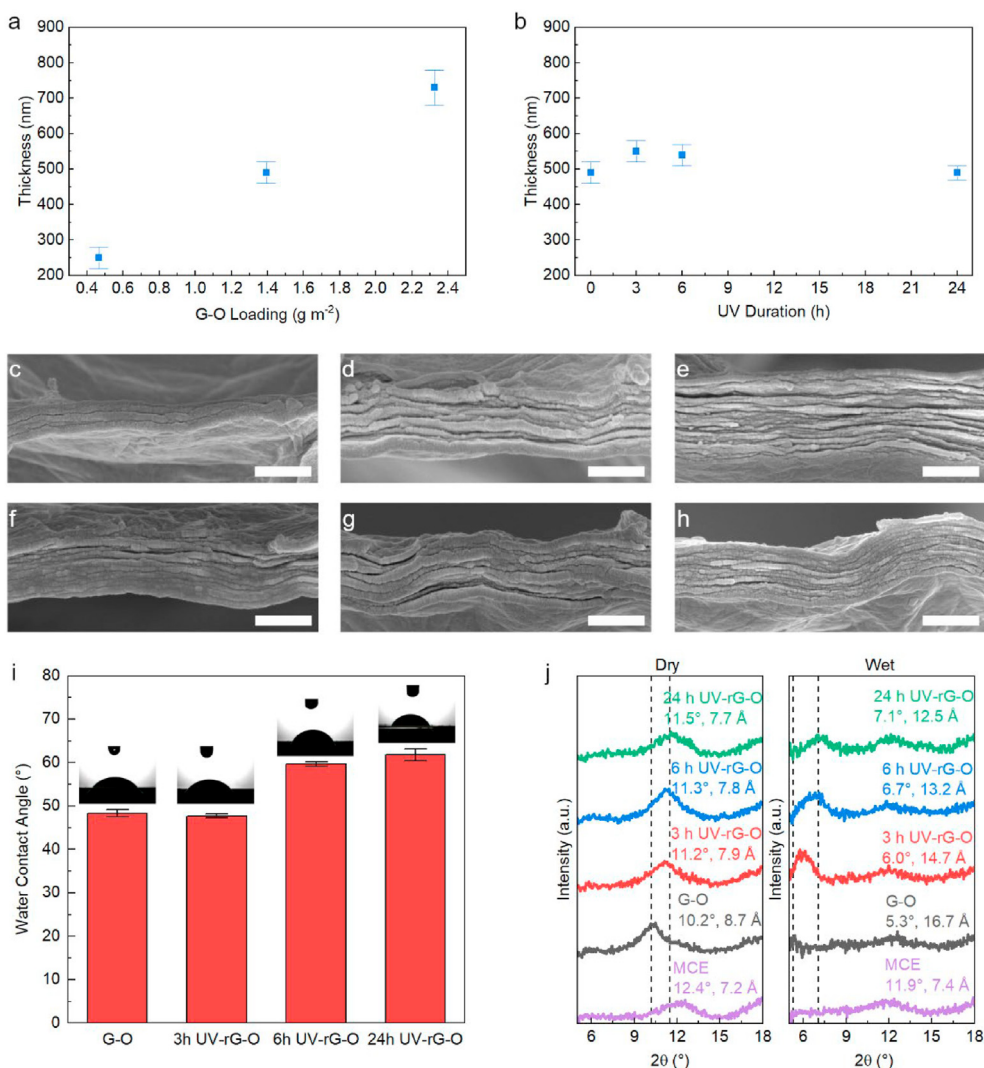 a
900
800
700
600
500
400
300
200
Thickness (nm)
0.4 0.6 0.8 1.0 1.2 1.4 1.6 1.8 2.0 2.2 2.4
G-O Loading (g m⁻²)
b
900
800
700
600
500
400
300
200
Thickness (nm)
0 3 6 9 12 15 18 21 24
UV Duration (h)
c
d
e
f
g
h
i
80
70
60
50
40
30
20
10
0
Water Contact Angle (°)
G-O 3h UV-rG-O 6h UV-rG-O 24h UV-rG-O
j
Dry
Intensity (a.u.)
24 h UV-rG-O
11.5°, 7.7 Å
6 h UV-rG-O
11.3°, 7.8 Å
3 h UV-rG-O
11.2°, 7.9 Å
G-O
10.2°, 8.7 Å
MCE
12.4°, 7.2 Å
6 9 12 15 18
2θ (°)
Wet
Intensity (a.u.)
24 h UV-rG-O
7.1°, 12.5 Å
6 h UV-rG-O
6.7°, 13.2 Å
3 h UV-rG-O
6.0°, 14.7 Å
G-O
5.3°, 16.7 Å
MCE
11.9°, 7.4 Å
6 9 12 15 18
2θ (°)